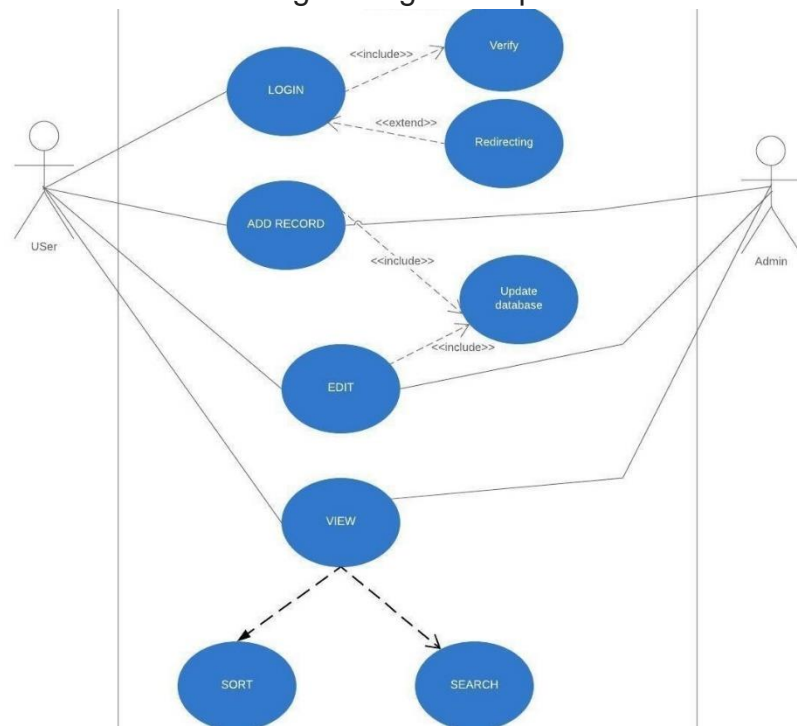 Verify
<<include>>
LOGIN
<<extend>>
Redirecting
ADD RECORD
USer
<<include>>
Admin
Update
database
<<include>>
EDIT
VIEW
SORT
SEARCH